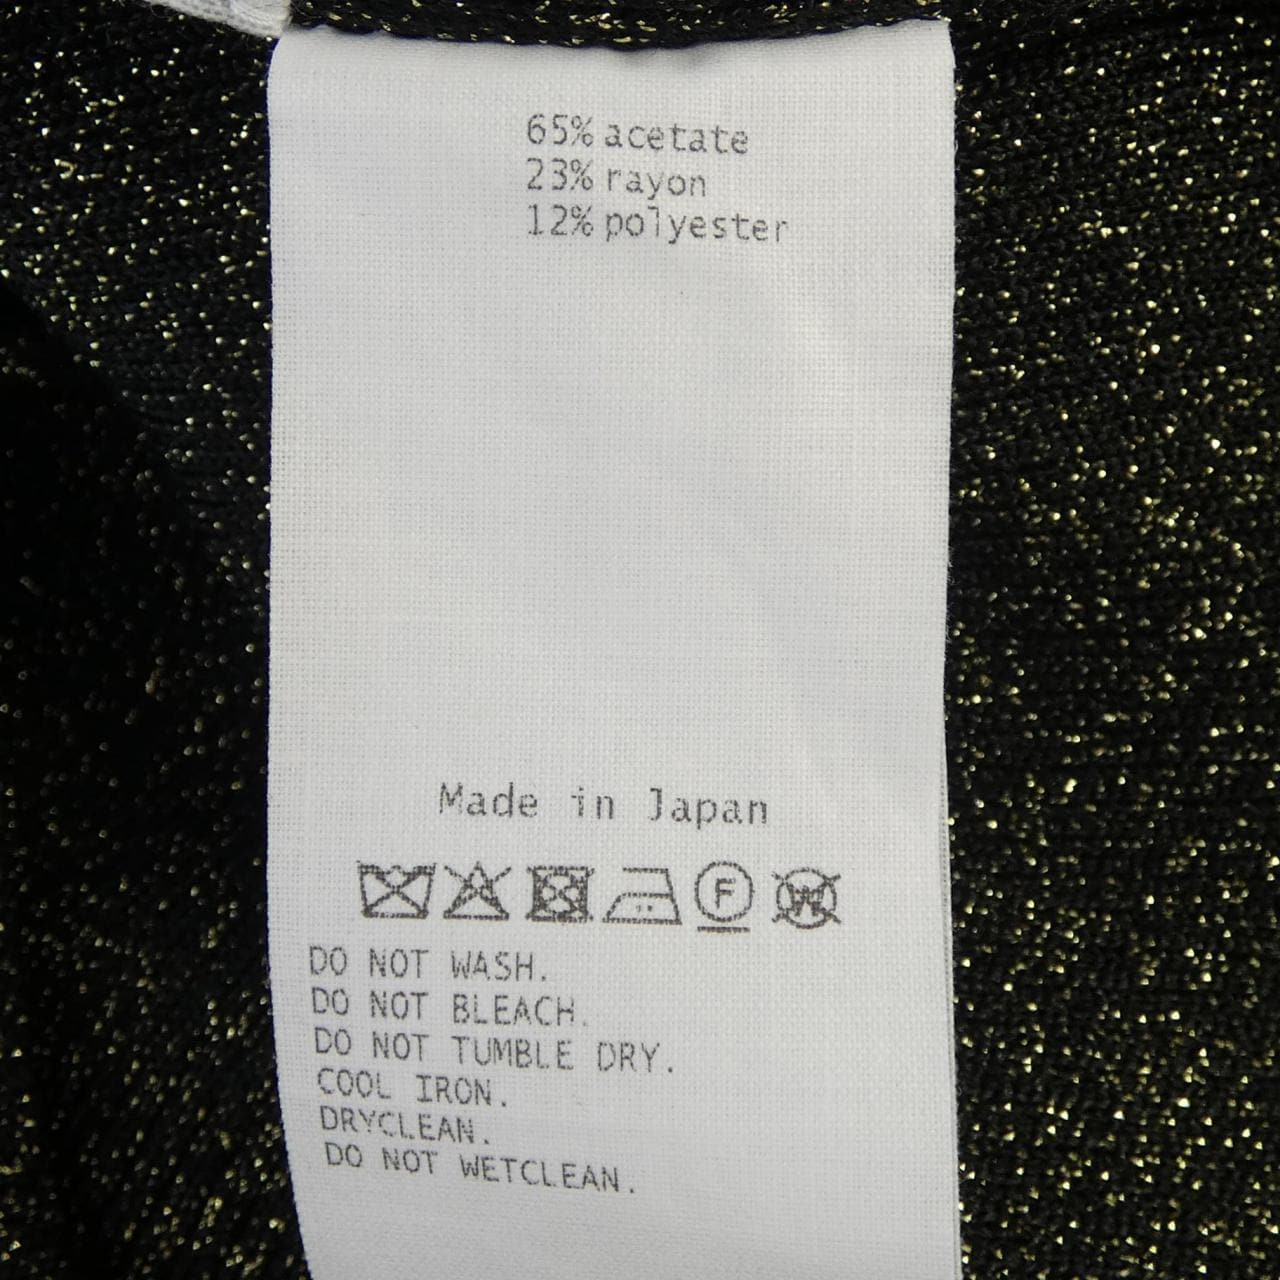 65% acetate
23% rayon
12% polyester
Made in Japan
F W
DO NOT WASH.
DO NOT BLEACH.
DO NOT TUMBLE DRY.
COOL IRON.
DRYCLEAN.
DO NOT WETCLEAN.